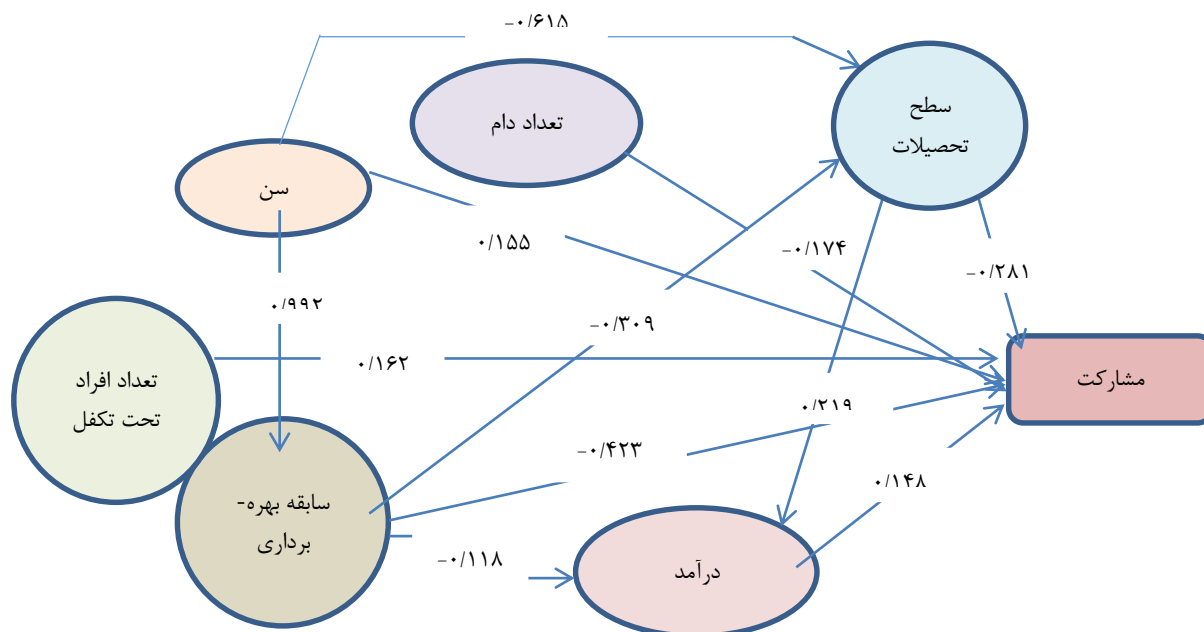 -۰/۶۱۵
سطح
تحصیلات
تعداد دام
سن
۰/۱۵۵
-۰/۱۷۴
-۰/۲۸۱
۰/۹۹۲
-۰/۳۰۹
۰/۱۶۲
تعداد افراد
تحت تکفل
مشارکت
۰/۲۱۹
-۰/۴۲۳
۰/۱۴۸
سابقه بهره-
برداری
-۰/۱۱۸
درآمد